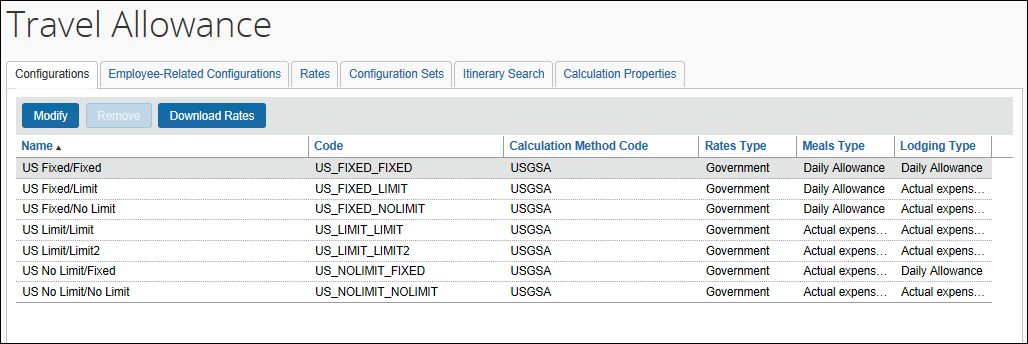 Travel Allowance
Configurations Employee-Related Configurations Rates Configuration Sets Itinerary Search Calculation Properties
Modify Remove Download Rates
Name Code Calculation Method Code Rates Type Meals Type Lodging Type
US Fixed/Fixed US_FIXED_FIXED USGSA Government Daily Allowance Daily Allowance
US Fixed/Limit US_FIXED_LIMIT USGSA Government Daily Allowance Actual expens...
US Fixed/No Limit US_FIXED_NOLIMIT USGSA Government Daily Allowance Actual expens...
US Limit/Limit US_LIMIT_LIMIT USGSA Government Actual expens... Actual expens...
US Limit/Limit2 US_LIMIT_LIMIT2 USGSA Government Actual expens... Actual expens...
US No Limit/Fixed US_NOLIMIT_FIXED USGSA Government Actual expens... Daily Allowance
US No Limit/No Limit US_NOLIMIT_NOLIMIT USGSA Government Actual expens... Actual expens...